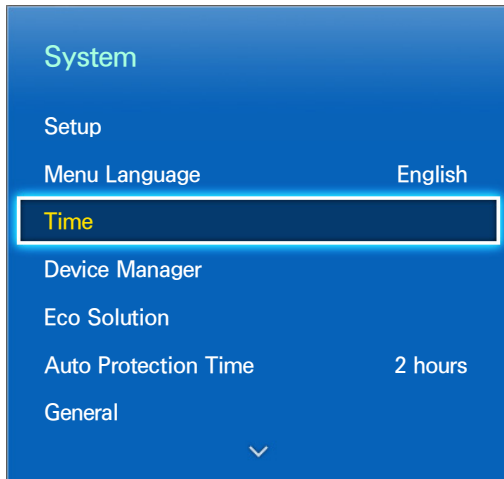 System
Setup
Menu Language English
Time
Device Manager
Eco Solution
Auto Protection Time 2 hours
General